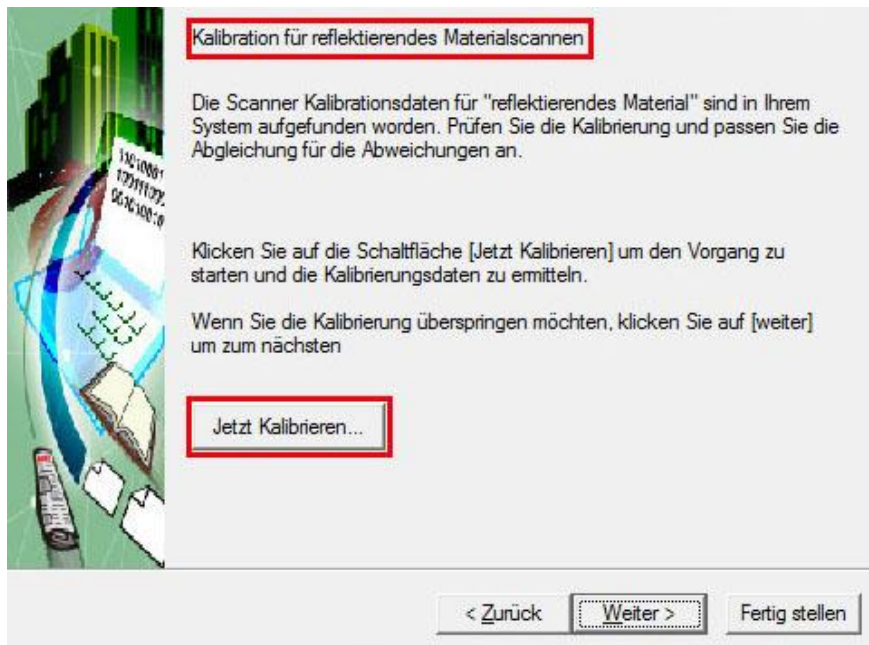 Kalibration für reflektierendes Materialscannen
Die Scanner Kalibrationsdaten für "reflektierendes Material" sind in Ihrem
System aufgefunden worden. Prüfen Sie die Kalibrierung und passen Sie die
Abgleichung für die Abweichungen an.
Klicken Sie auf die Schaltfläche [Jetzt Kalibrieren] um den Vorgang zu
starten und die Kalibrierungsdaten zu ermitteln.
Wenn Sie die Kalibrierung überspringen möchten, klicken Sie auf [weiter]
um zum nächsten
Jetzt Kalibrieren...
< Zurück Weiter > Fertig stellen